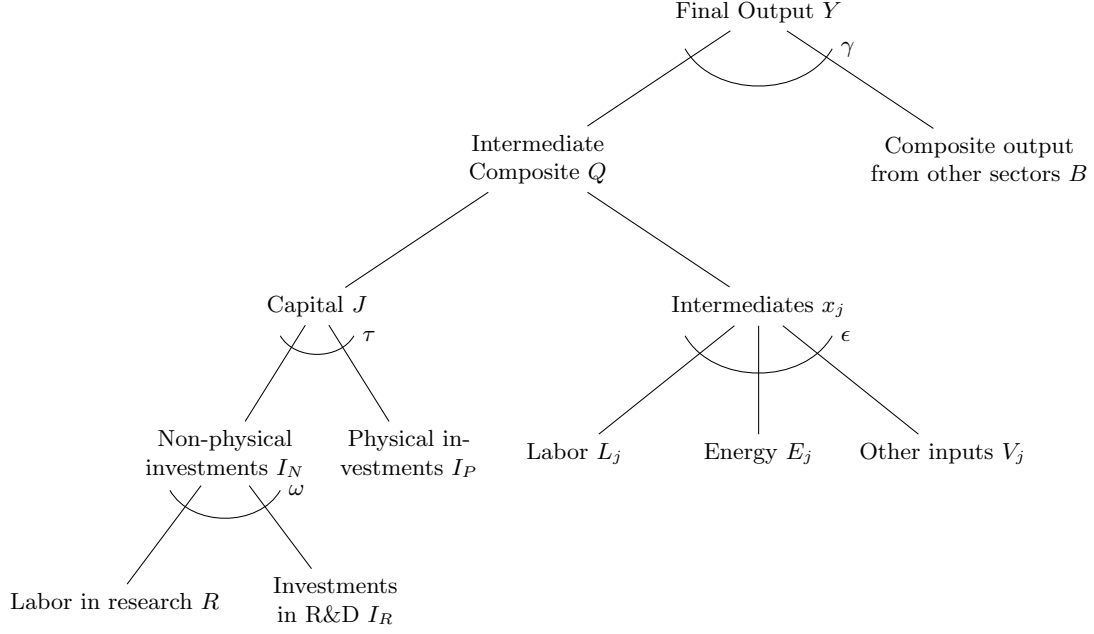 Final Output Y
γ
Intermediate
Composite Q
Composite output
from other sectors B
Capital J
Intermediates x_j
τ
ϵ
Non-physical
investments I_N
Physical in-
vestments I_P
Labor L_j
Energy E_j
Other inputs V_j
ω
Labor in research R
Investments
in R&D I_R